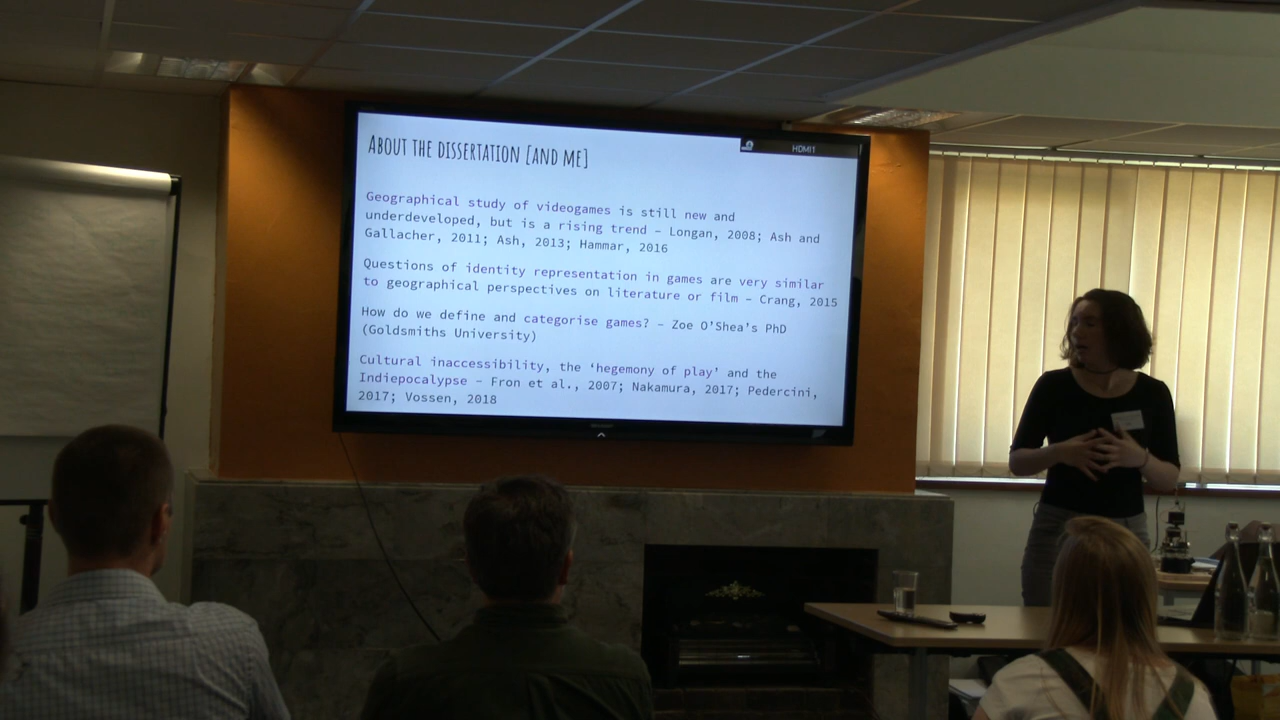 ABOUT THE DISSERTATION [AND ME]
HDMI1
Geographical study of videogames is still new and
underdeveloped, but is a rising trend – Longan, 2008; Ash and
Gallacher, 2011; Ash, 2013; Hammar, 2016
Questions of identity representation in games are very similar
to geographical perspectives on literature or film – Crang, 2015
How do we define and categorise games? – Zoe O'Shea's PhD
(Goldsmiths University)
Cultural inaccessibility, the 'hegemony of play' and the
Indiepocalypse – Fron et al., 2007; Nakamura, 2017; Pedercini,
2017; Vossen, 2018